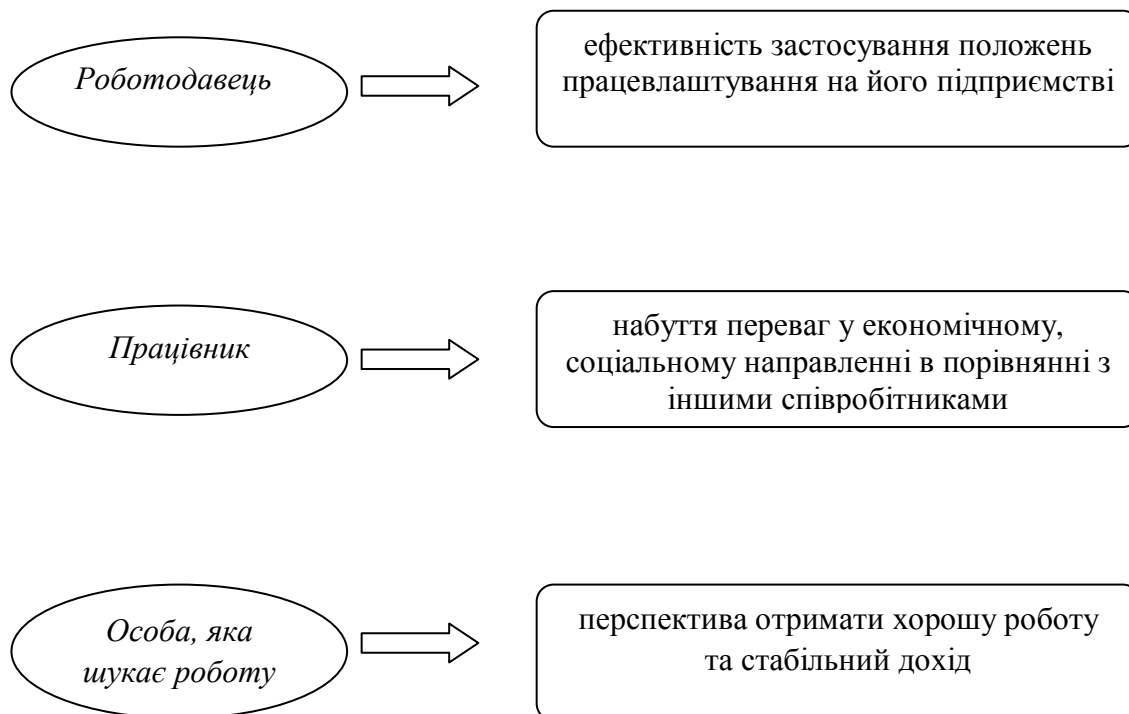 Роботодавець
ефективність застосування положень
працевлаштування на його підприємстві
Працівник
набуття переваг у економічному,
соціальному направленні в порівнянні з
іншими співробітниками
Особа, яка
шукає роботу
перспектива отримати хорошу роботу
та стабільний дохід